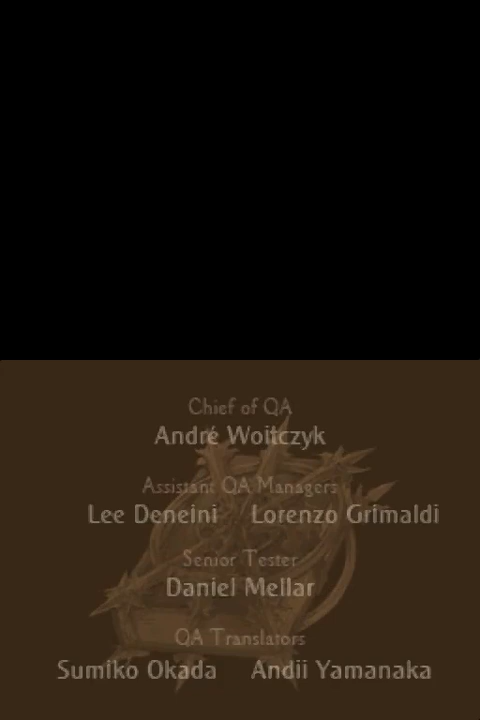 Chief of QA
André Woitczyk
Assistant QA Managers
Lee Deneini Lorenzo Grimaldi
Senior Tester
Daniel Mellar
QA Translators
Sumiko Okada Andii Yamanaka